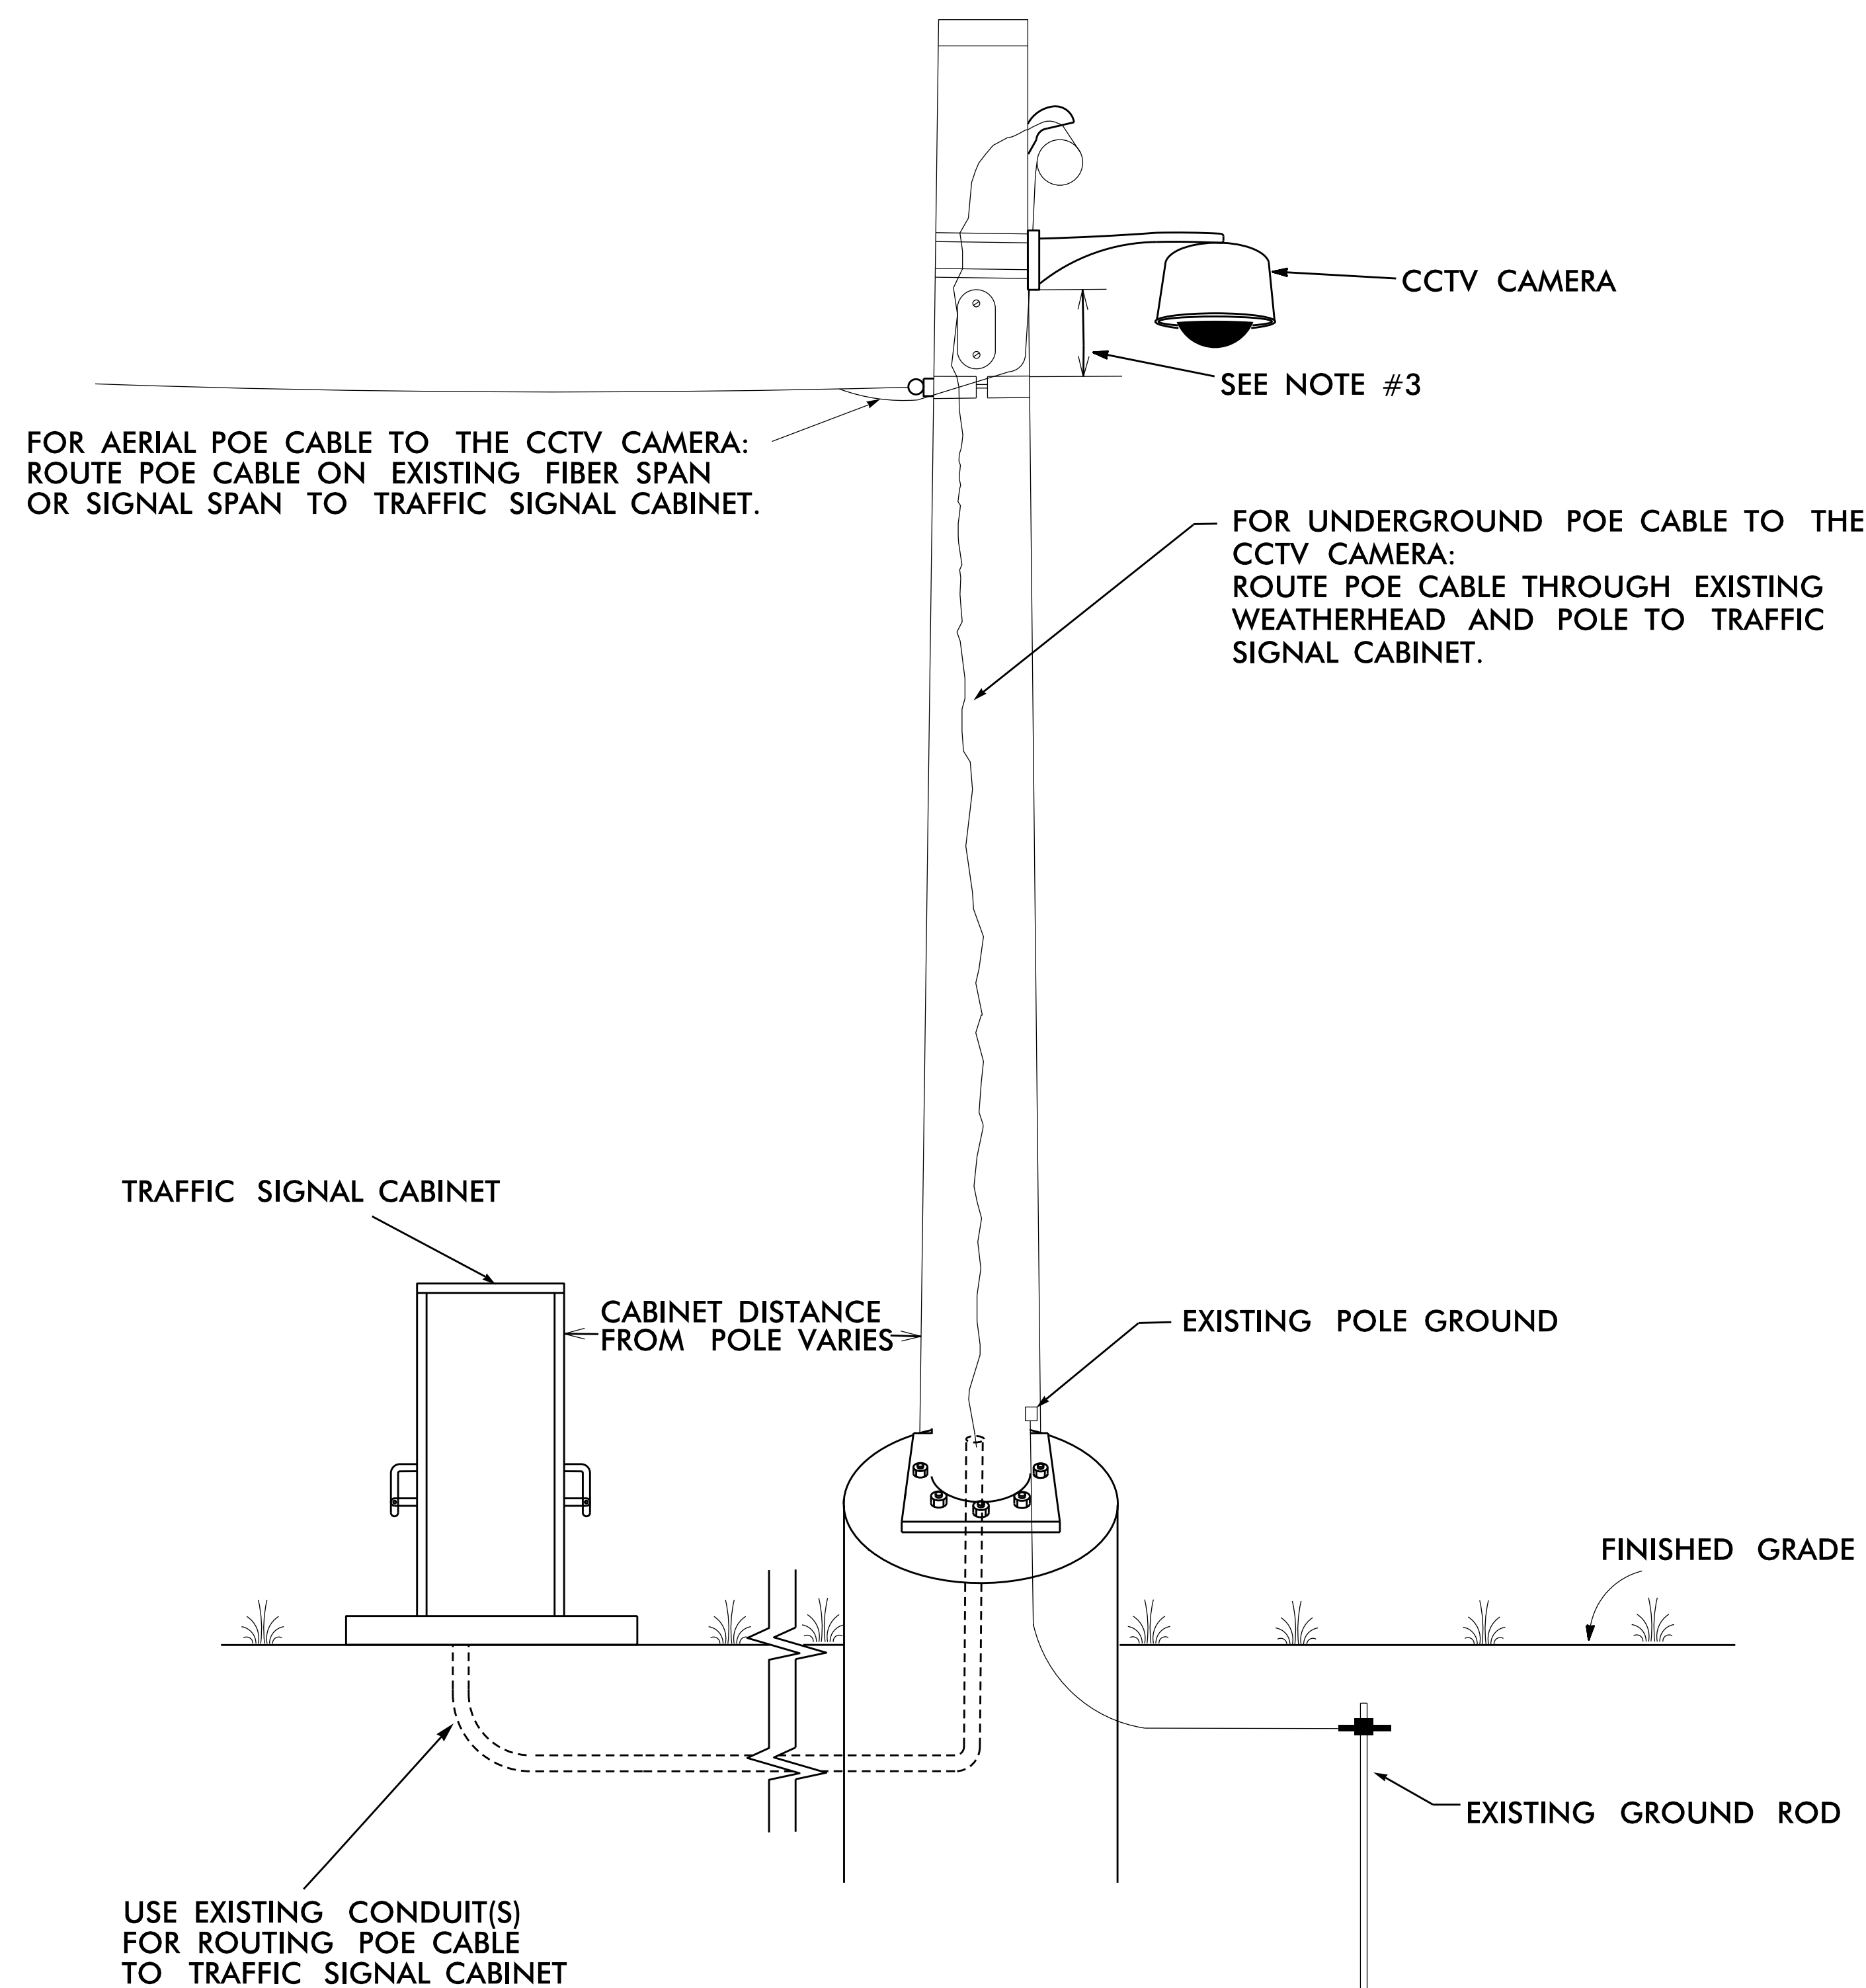 CCTV CAMERA
SEE NOTE #3
FOR AERIAL POE CABLE TO THE CCTV CAMERA:
ROUTE POE CABLE ON EXISTING FIBER SPAN
OR SIGNAL SPAN TO TRAFFIC SIGNAL CABINET.
FOR UNDERGROUND POE CABLE TO THE
CCTV CAMERA:
ROUTE POE CABLE THROUGH EXISTING
WEATHERHEAD AND POLE TO TRAFFIC
SIGNAL CABINET.
TRAFFIC SIGNAL CABINET
CABINET DISTANCE
FROM POLE VARIES
EXISTING POLE GROUND
FINISHED GRADE
EXISTING GROUND ROD
USE EXISTING CONDUIT(S)
FOR ROUTING POE CABLE
TO TRAFFIC SIGNAL CABINET